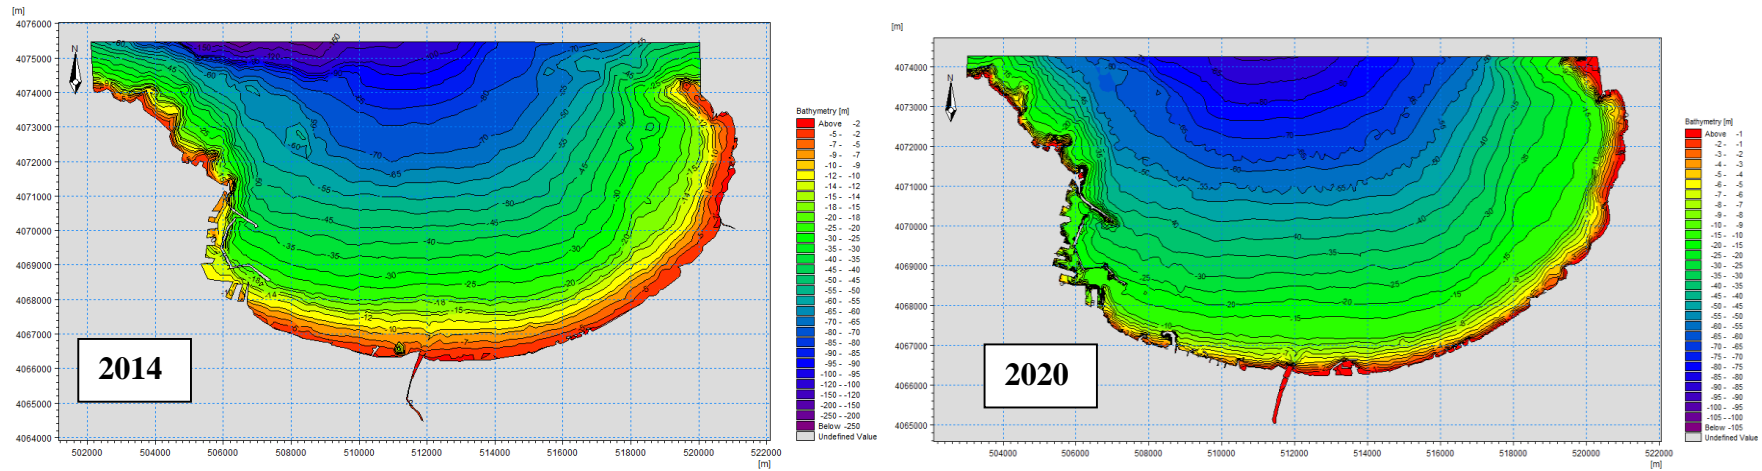 [m]
4076000
4075000
4074000
4073000
4072000
4071000
4070000
4069000
4068000
4067000
4066000
4065000
4064000
N
2014
502000 504000 506000 508000 510000 512000 514000 516000 518000 520000 522000
[m]
Bathymetry [m]
Above -2
-5 - -2
-7 - -5
-9 - -7
-10 - -9
-12 - -10
-14 - -12
-15 - -14
-18 - -15
-20 - -18
-25 - -20
-30 - -25
-35 - -30
-40 - -35
-45 - -40
-50 - -45
-55 - -50
-60 - -55
-65 - -60
-70 - -65
-80 - -70
-85 - -80
-90 - -85
-95 - -90
-100 - -95
-120 - -100
-150 - -120
-200 - -150
-250 - -200
Below -250
Undefined Value
[m]
4074000
4073000
4072000
4071000
4070000
4069000
4068000
4067000
4066000
4065000
N
2020
504000 506000 508000 510000 512000 514000 516000 518000 520000 522000
[m]
Bathymetry [m]
Above -1
-2 - -1
-3 - -2
-4 - -3
-5 - -4
-6 - -5
-7 - -6
-8 - -7
-9 - -8
-10 - -9
-15 - -10
-20 - -15
-25 - -20
-30 - -25
-35 - -30
-40 - -35
-45 - -40
-50 - -45
-55 - -50
-60 - -55
-65 - -60
-70 - -65
-75 - -70
-80 - -75
-85 - -80
-90 - -85
-95 - -90
-100 - -95
-105 - -100
Below -105
Undefined Value